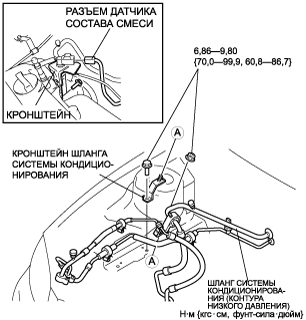 РАЗЪЕМ ДАТЧИКА
СОСТАВА СМЕСИ
КРОНШТЕЙН
6,86—9,80
{70,0—99,9, 60,8—86,7}
A
КРОНШТЕЙН ШЛАНГА
СИСТЕМЫ КОНДИЦИО-
НИРОВАНИЯ
A
ШЛАНГ СИСТЕМЫ
КОНДИЦИОНИРОВА-
НИЯ (КОНТУРА
НИЗКОГО ДАВЛЕНИЯ)
Н·м {кгс·см, фунт-сила·дюйм}